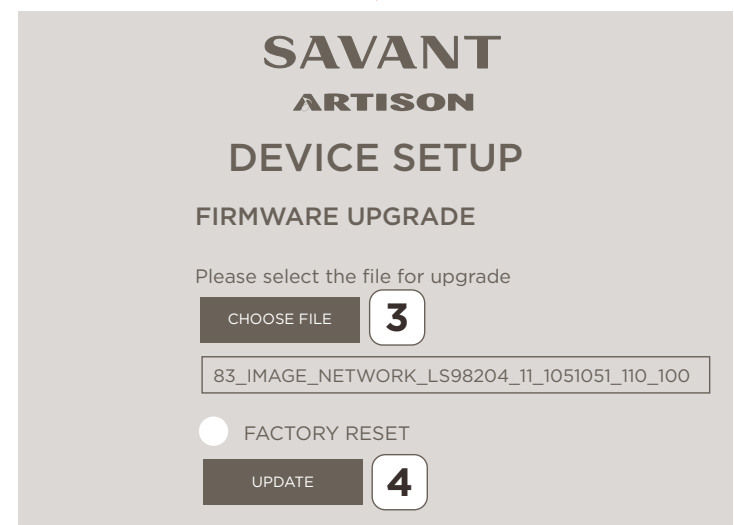 SAVANT
ARTISON
DEVICE SETUP
FIRMWARE UPGRADE
Please select the file for upgrade
CHOOSE FILE 3
83_IMAGE_NETWORK_LS98204_11_1051051_110_100
FACTORY RESET
UPDATE 4